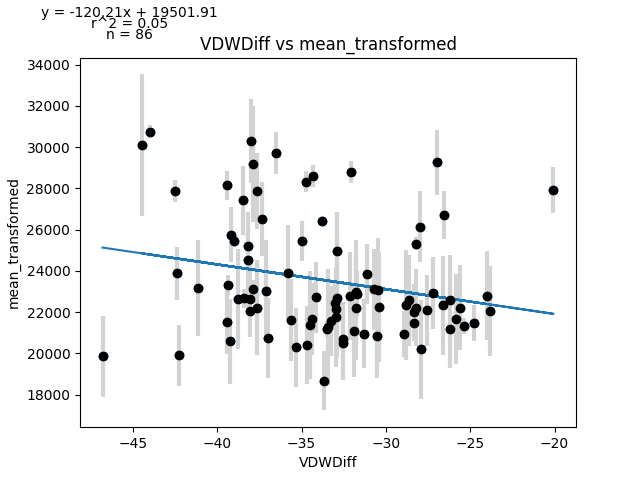 y = -120.21x + 19501.91
r^2 = 0.05
n = 86
VDWDiff vs mean_transformed
34000
32000
30000
28000
26000
24000
22000
20000
18000
mean_transformed
−45 −40 −35 −30 −25 −20
VDWDiff